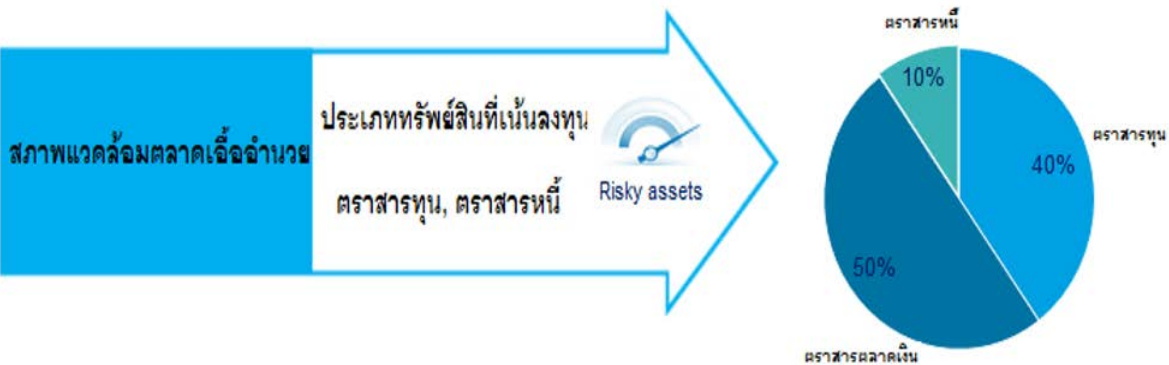 สภาพแวดล้อมตลาดเอื้ออำนวย
ประเภททรัพย์สินที่เน้นลงทุน
ตราสารทุน, ตราสารหนี้
Risky assets
ตราสารหนี้
10%
ตราสารทุน
40%
50%
ตราสารตลาดเงิน